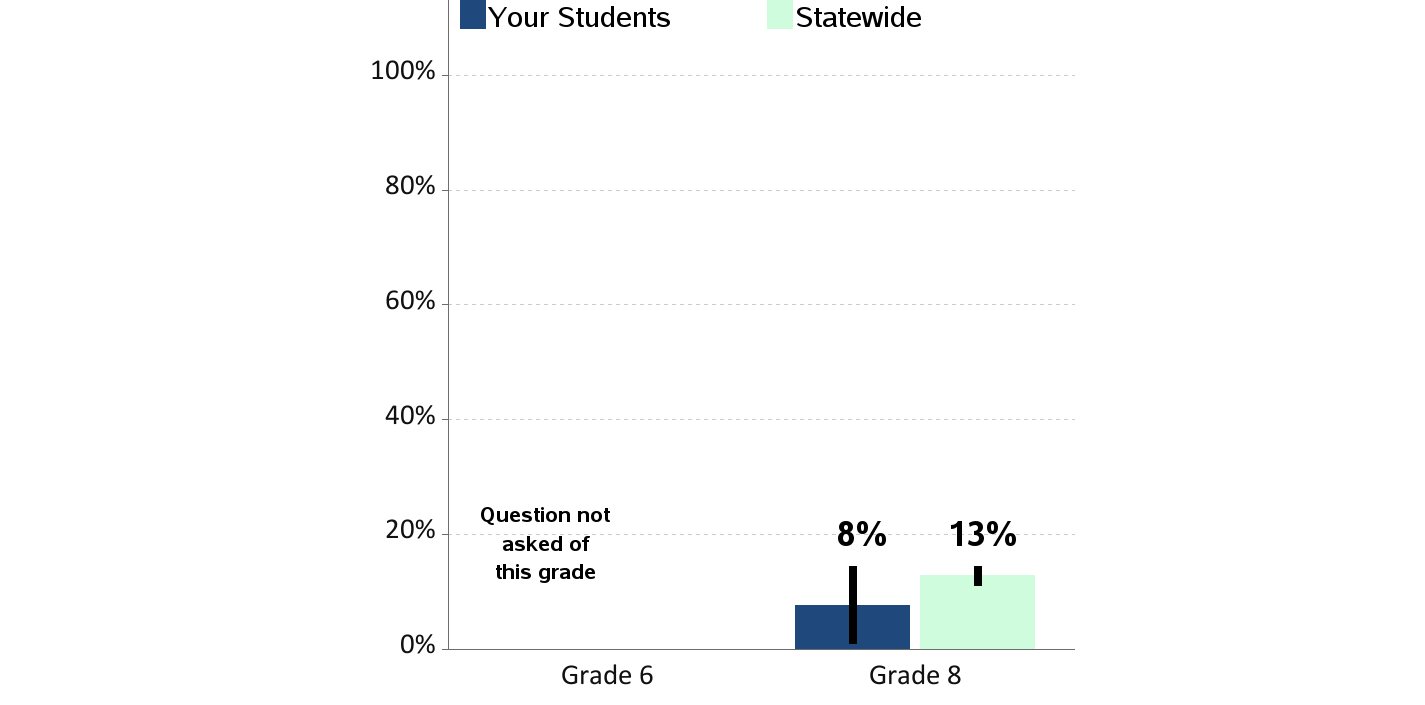 Your Students Statewide
100%
80%
60%
40%
Question not
asked of
this grade
20%
8% 13%
0%
Grade 6 Grade 8